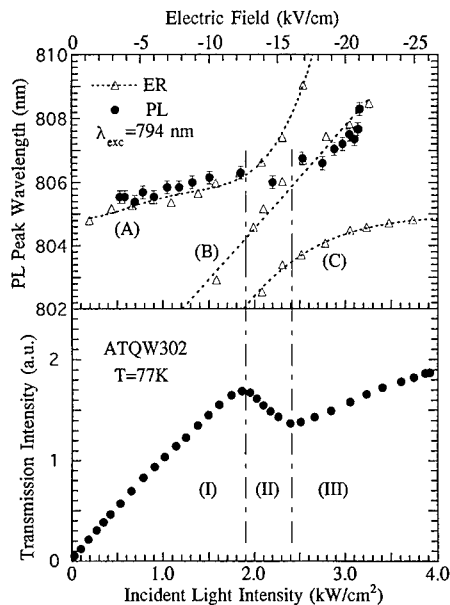 Electric Field (kV/cm)
0 -5 -10 -15 -20 -25
810
808
806
804
802
PL Peak Wavelength (nm)
ER
PL
λexc=794 nm
(A)
(B)
(C)
2
1
0
Transmission Intensity (a.u.)
ATQW302
T=77K
(I)
(II)
(III)
0 1.0 2.0 3.0 4.0
Incident Light Intensity (kW/cm²)